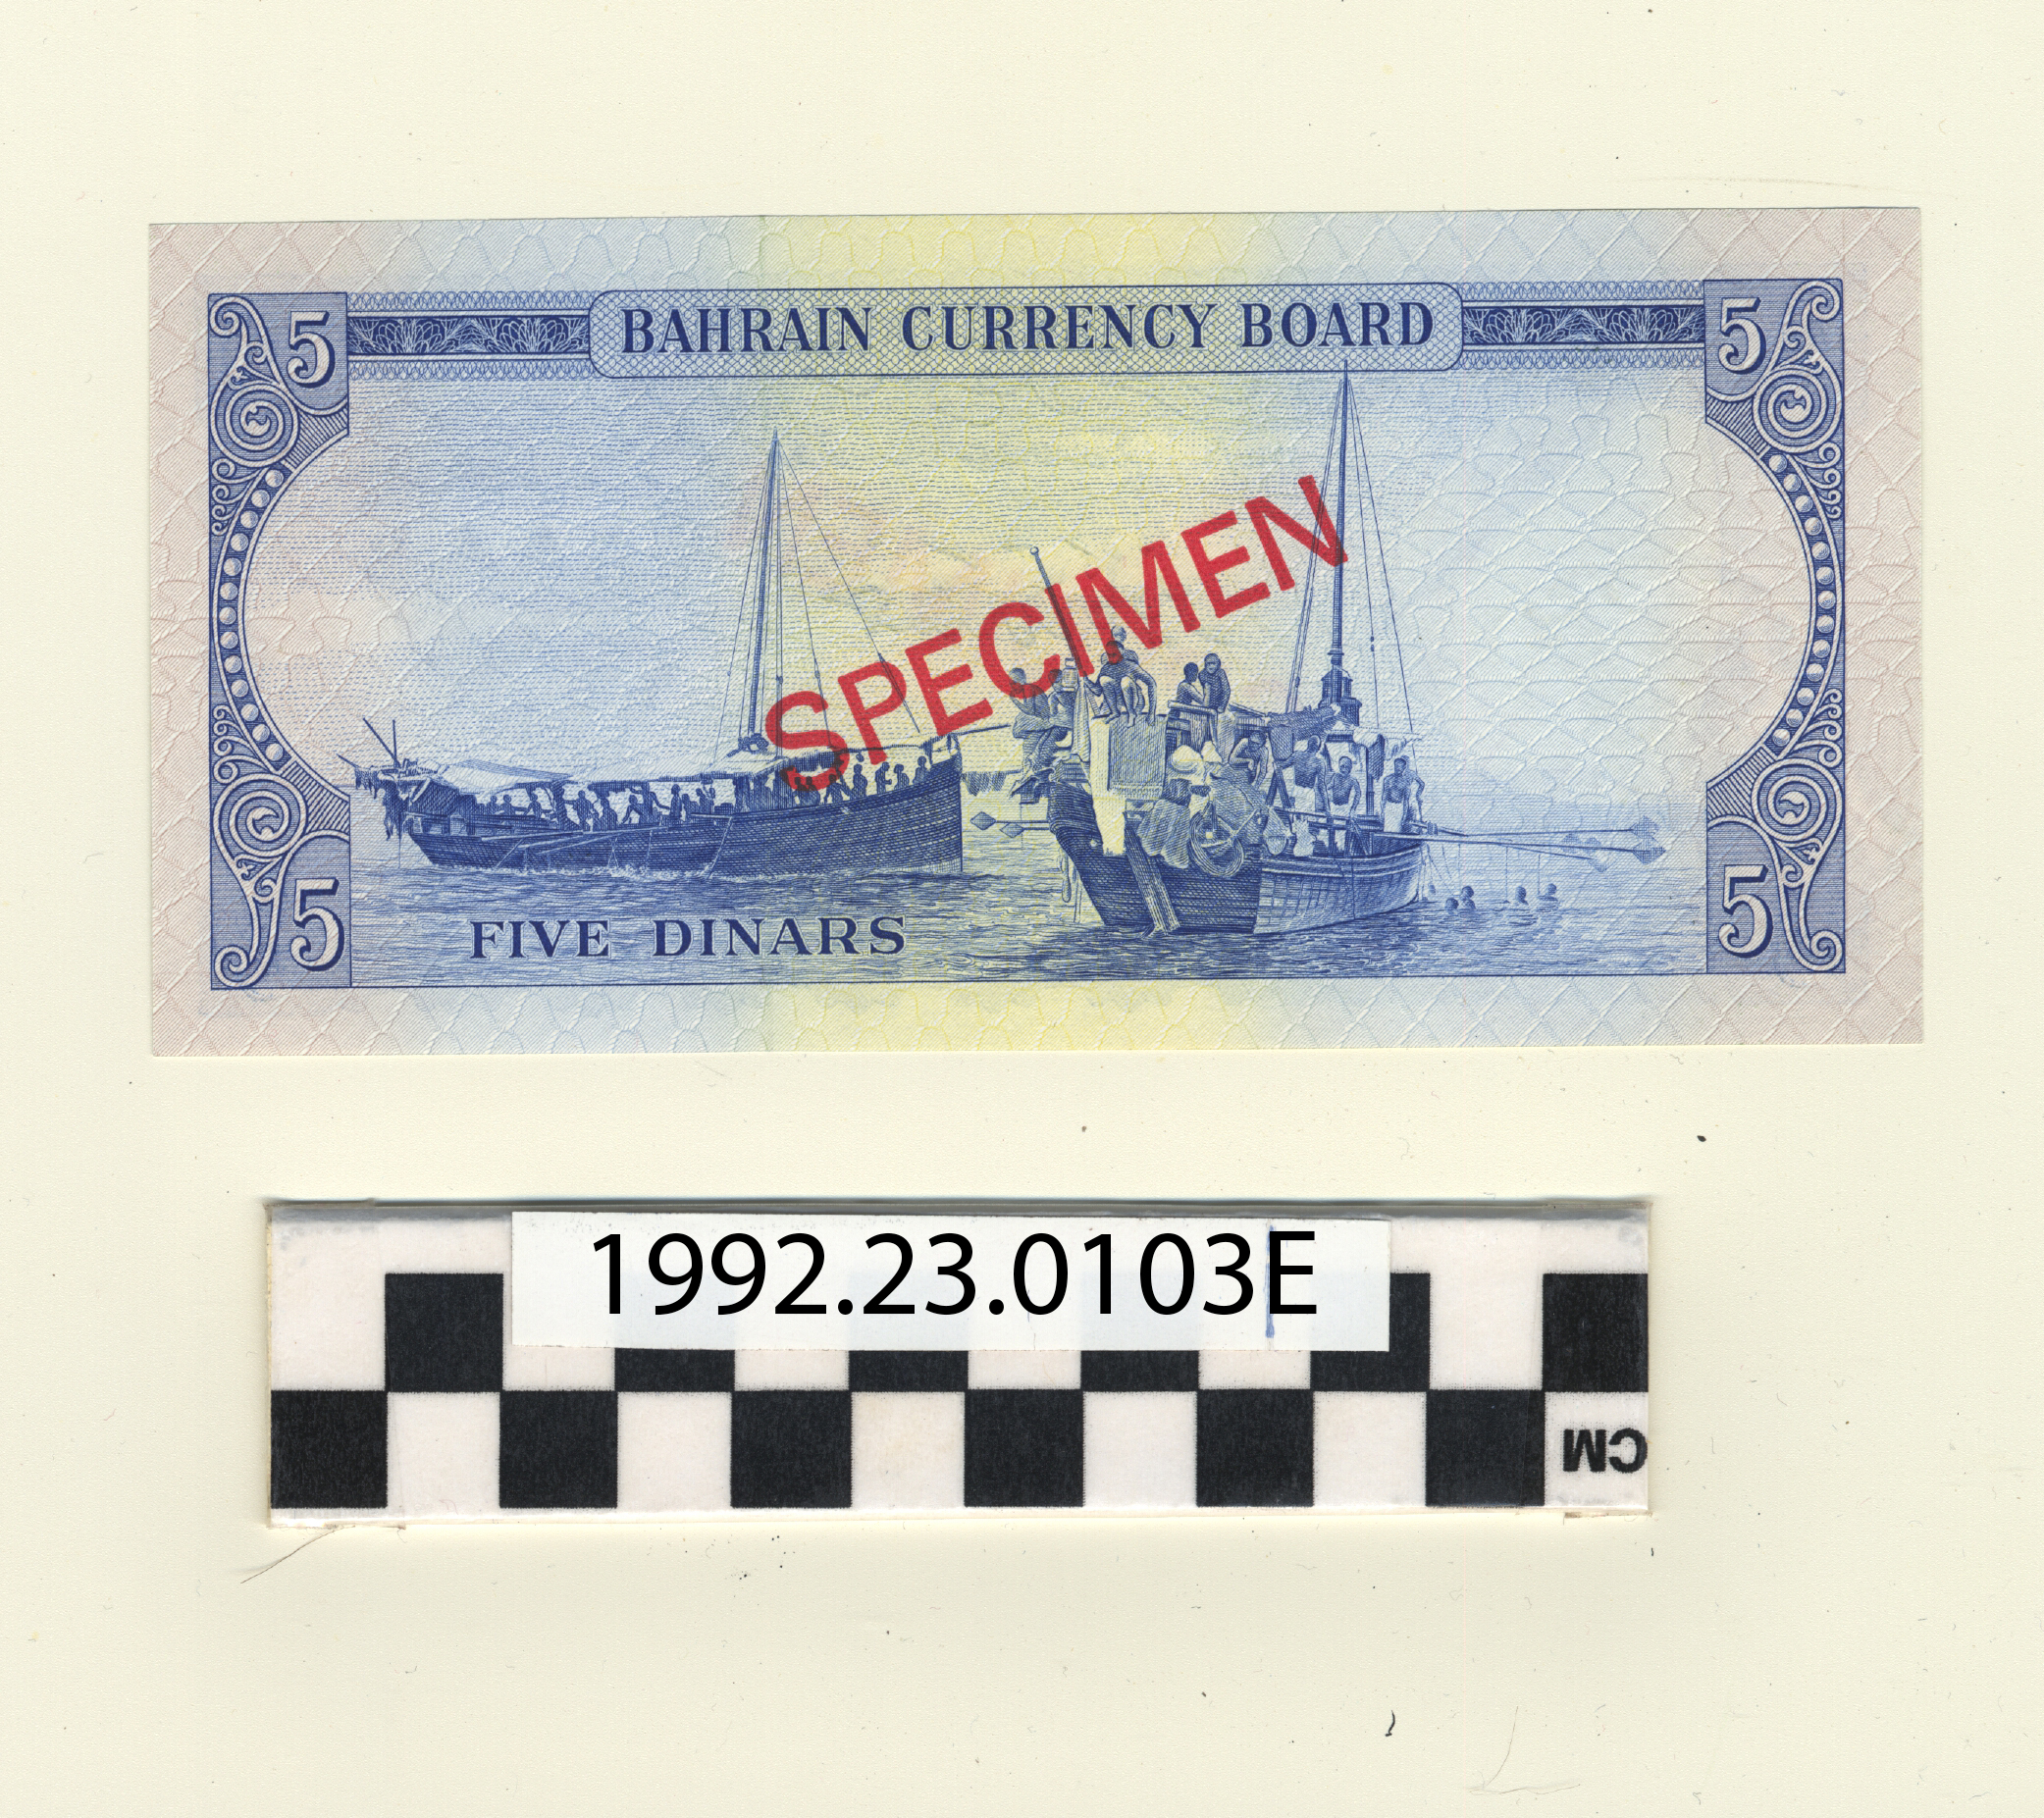 5 BAHRAIN CURRENCY BOARD 5
SPECIMEN
5 FIVE DINARS 5
1992.23.0103E
CM